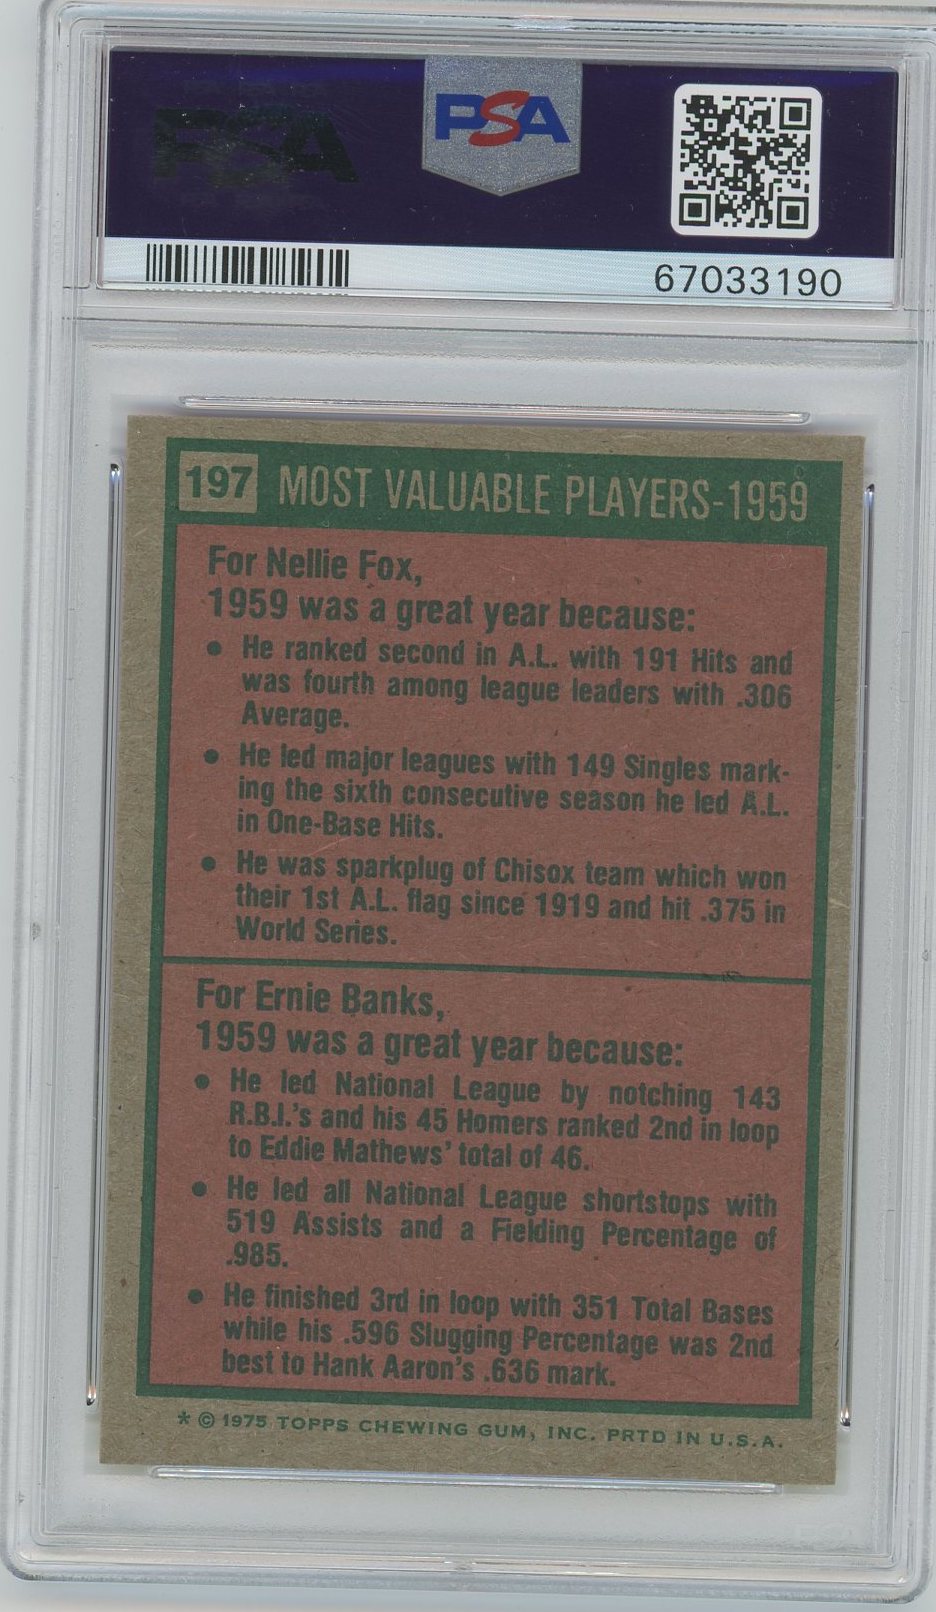 PSA
PSA
67033190
197 MOST VALUABLE PLAYERS-1959
For Nellie Fox,
1959 was a great year because:
• He ranked second in A.L. with 191 Hits and
was fourth among league leaders with .306
Average.
• He led major leagues with 149 Singles mark-
ing the sixth consecutive season he led A.L.
in One-Base Hits.
• He was sparkplug of Chisox team which won
their 1st A.L. flag since 1919 and hit .375 in
World Series.
For Ernie Banks,
1959 was a great year because:
• He led National League by notching 143
R.B.I.'s and his 45 Homers ranked 2nd in loop
to Eddie Mathews' total of 46.
• He led all National League shortstops with
519 Assists and a Fielding Percentage of
.985.
• He finished 3rd in loop with 351 Total Bases
while his .596 Slugging Percentage was 2nd
best to Hank Aaron's .636 mark.
* © 1975 TOPPS CHEWING GUM, INC. PRTD IN U.S.A.